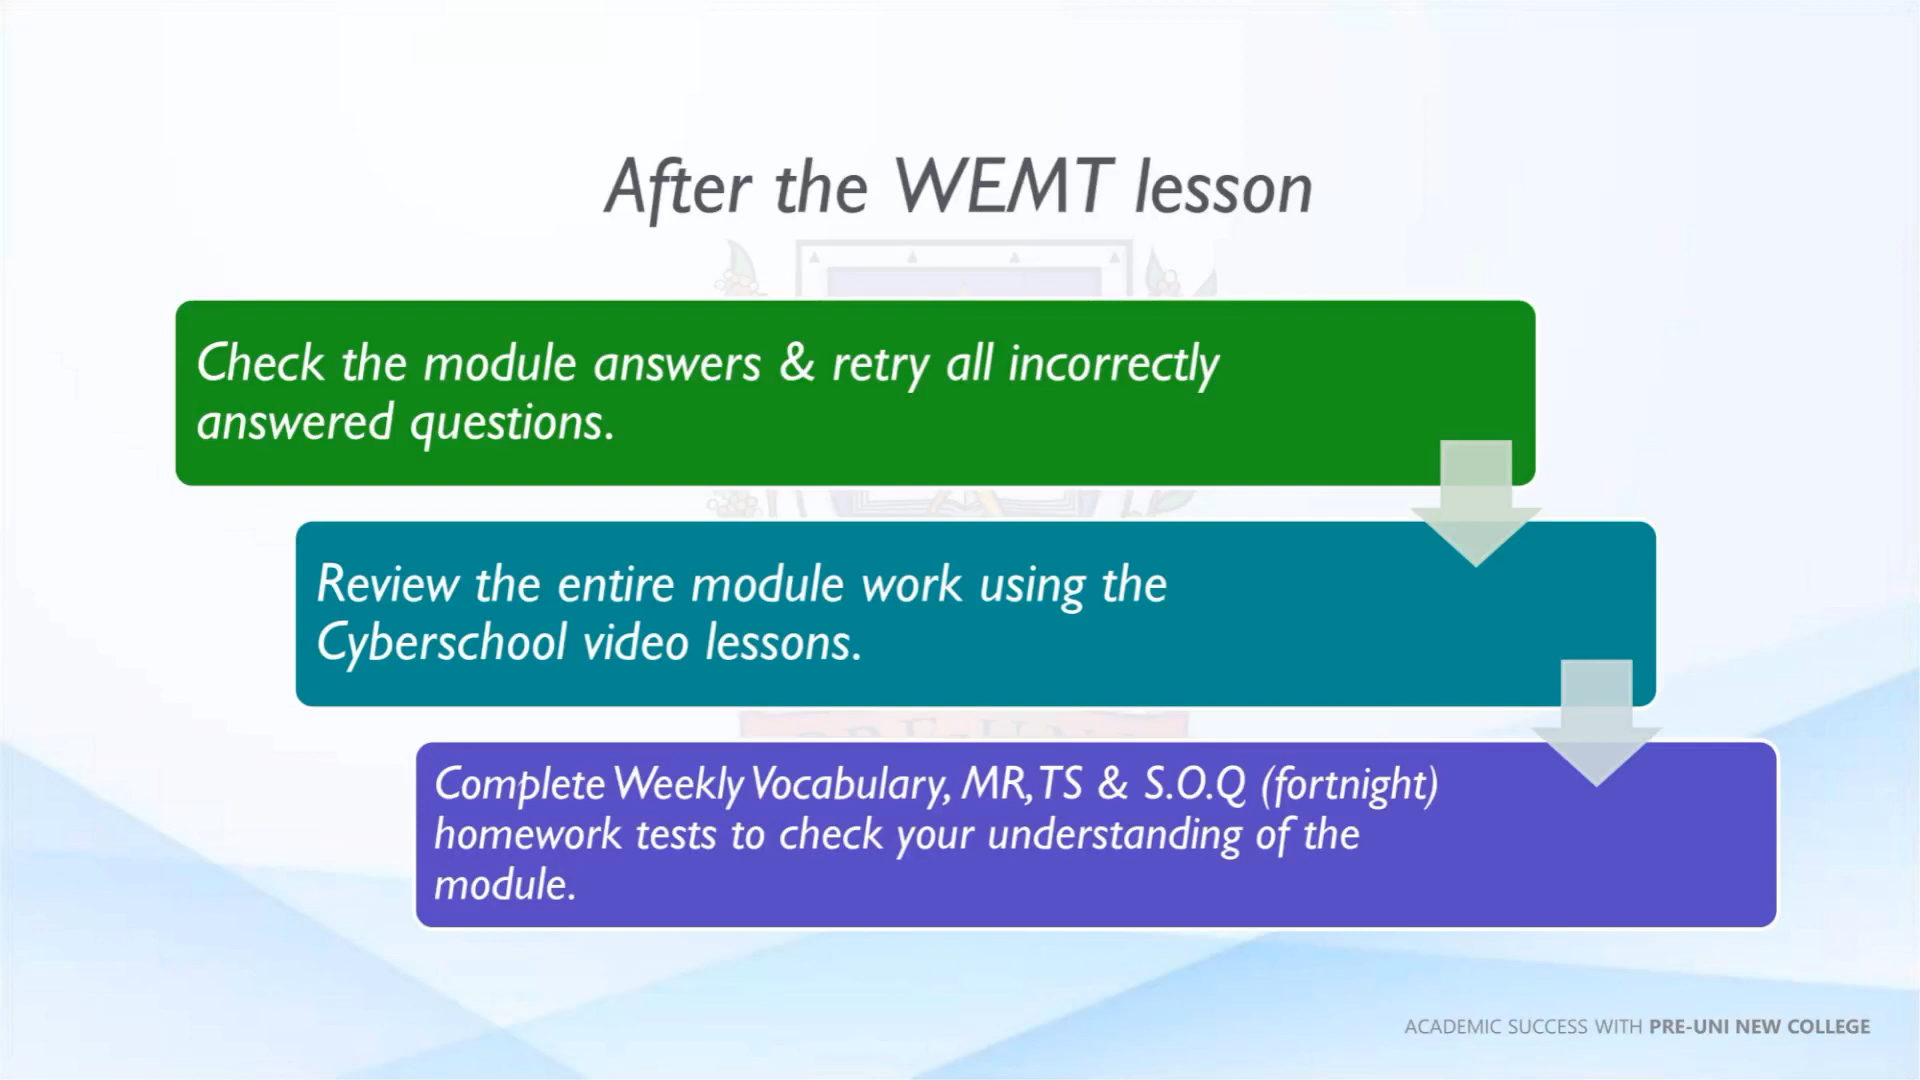 After the WEMT lesson
Check the module answers & retry all incorrectly
answered questions.
Review the entire module work using the
Cyberschool video lessons.
Complete Weekly Vocabulary, MR, TS & S.O.Q (fortnight)
homework tests to check your understanding of the
module.
ACADEMIC SUCCESS WITH PRE-UNI NEW COLLEGE